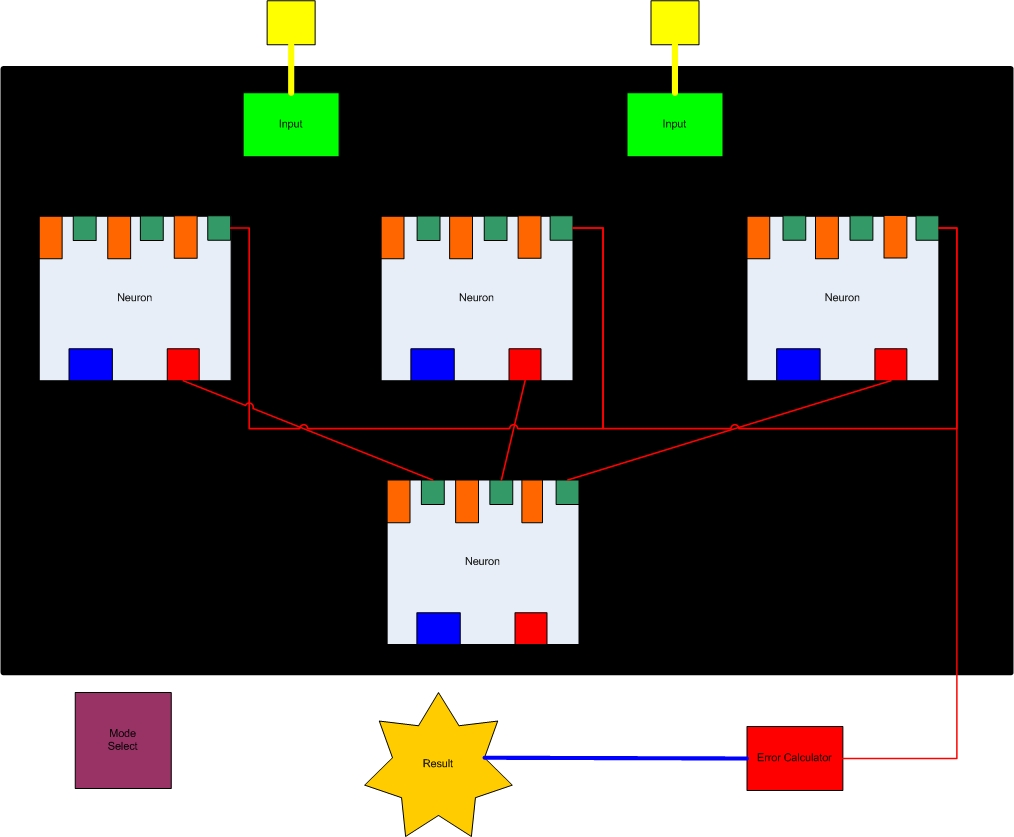 Input
Input
Neuron
Neuron
Neuron
Neuron
Mode
Select
Result
Error Calculator